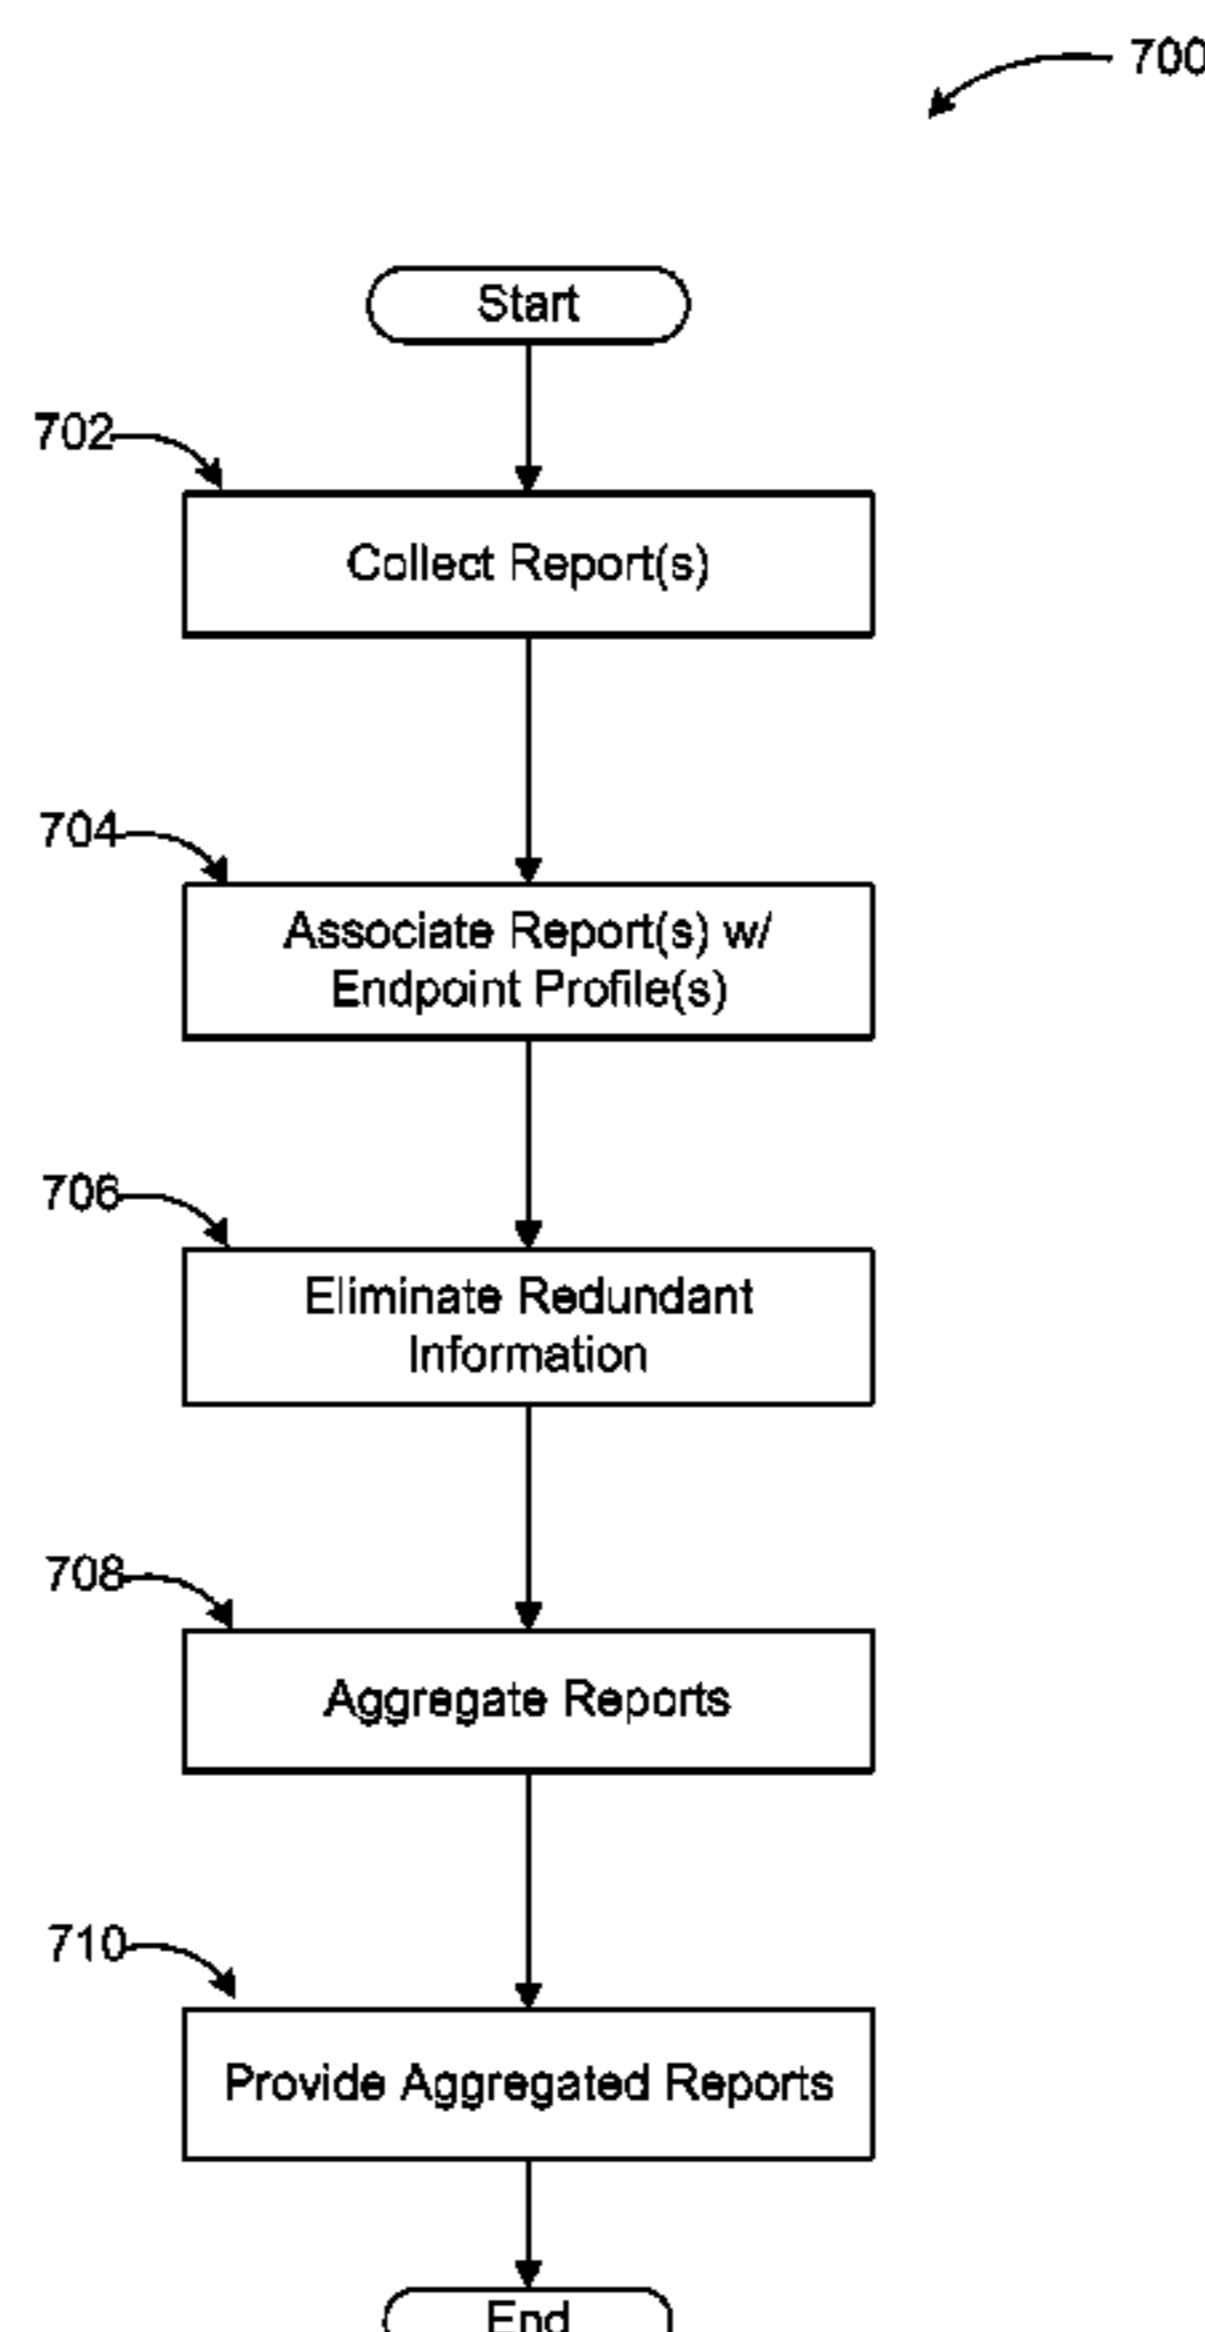 700
Start
702
Collect Report(s)
704
Associate Report(s) w/
Endpoint Profile(s)
706
Eliminate Redundant
Information
708
Aggregate Reports
710
Provide Aggregated Reports
End